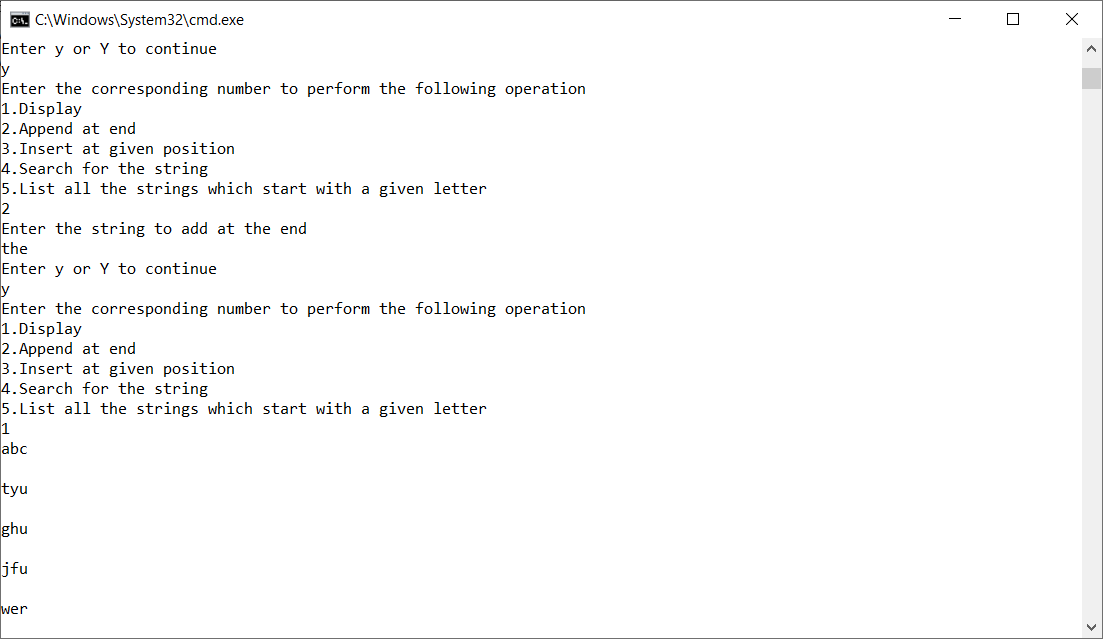 C:\Windows\System32\cmd.exe
Enter y or Y to continue
y
Enter the corresponding number to perform the following operation
1.Display
2.Append at end
3.Insert at given position
4.Search for the string
5.List all the strings which start with a given letter
2
Enter the string to add at the end
the
Enter y or Y to continue
y
Enter the corresponding number to perform the following operation
1.Display
2.Append at end
3.Insert at given position
4.Search for the string
5.List all the strings which start with a given letter
1
abc
tyu
ghu
jfu
wer